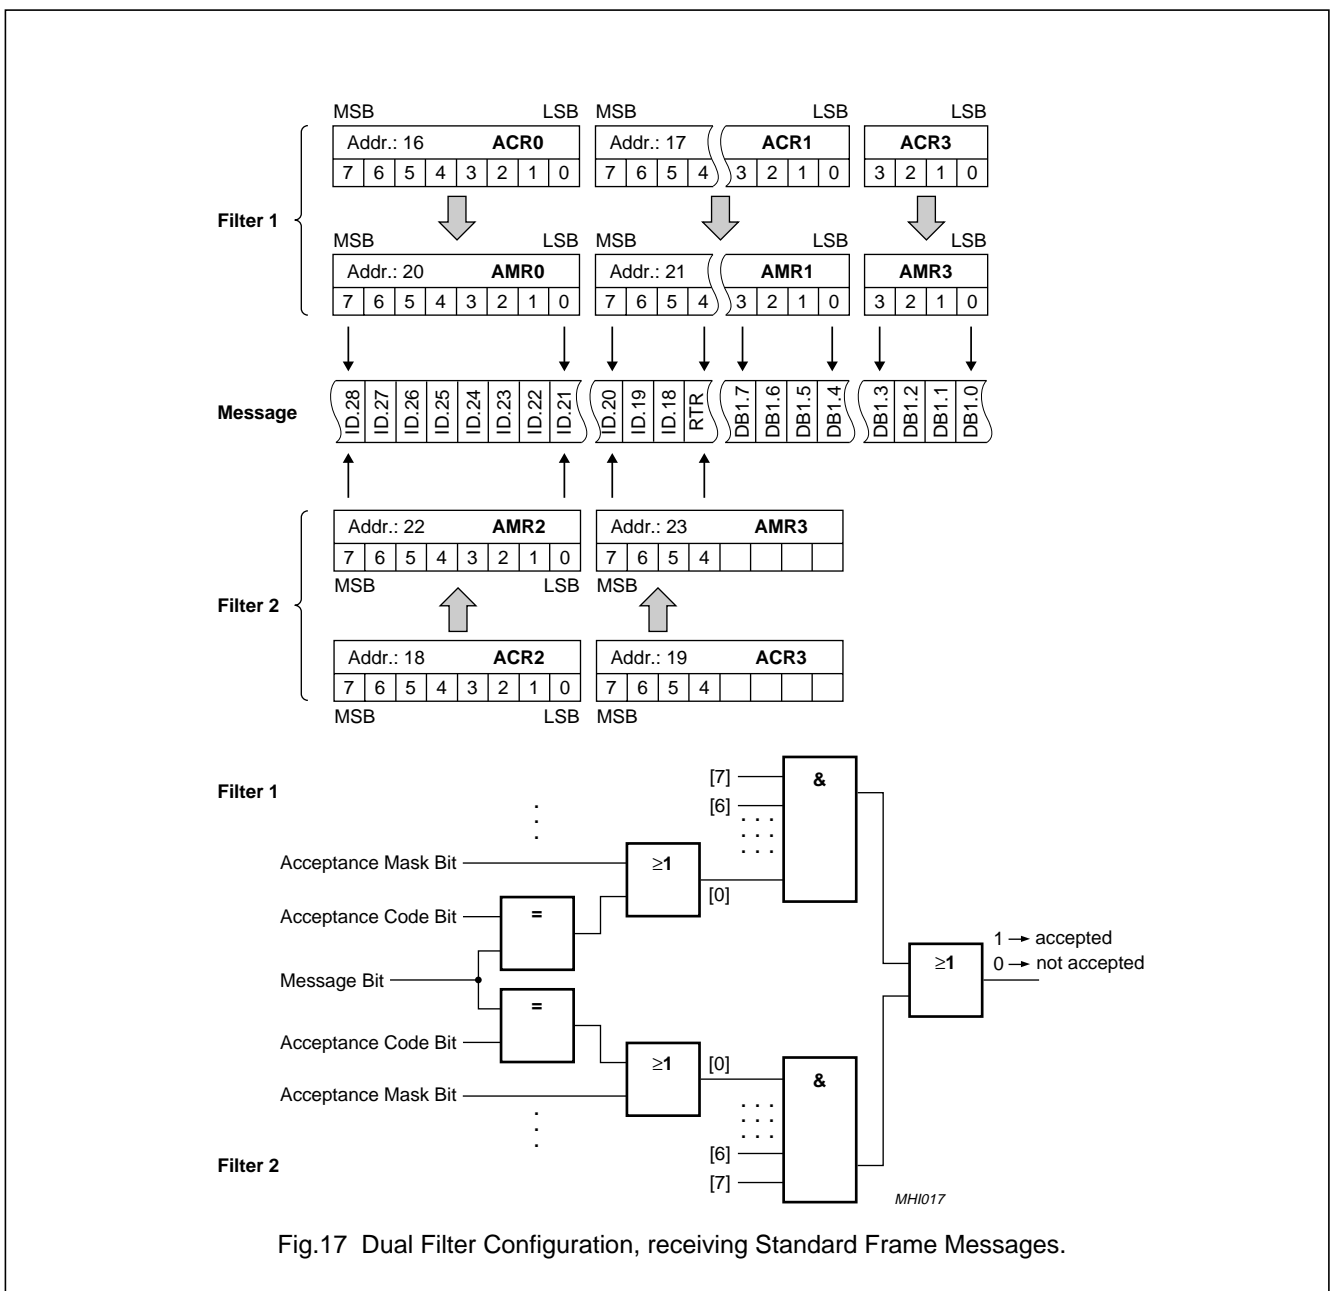 MSB LSB MSB LSB LSB
Addr.: 16 ACR0 Addr.: 17 ACR1 ACR3
7 6 5 4 3 2 1 0 7 6 5 4 3 2 1 0 3 2 1 0
Filter 1
MSB LSB MSB LSB LSB
Addr.: 20 AMR0 Addr.: 21 AMR1 AMR3
7 6 5 4 3 2 1 0 7 6 5 4 3 2 1 0 3 2 1 0
Message ID.28 ID.27 ID.26 ID.25 ID.24 ID.23 ID.22 ID.21 ID.20 ID.19 ID.18 RTR DB1.7 DB1.6 DB1.5 DB1.4 DB1.3 DB1.2 DB1.1 DB1.0
Addr.: 22 AMR2 Addr.: 23 AMR3
7 6 5 4 3 2 1 0 7 6 5 4
MSB LSB MSB
Filter 2
Addr.: 18 ACR2 Addr.: 19 ACR3
7 6 5 4 3 2 1 0 7 6 5 4
MSB LSB MSB
[7] &
Filter 1
[6]
Acceptance Mask Bit ≥1
[0]
Acceptance Code Bit =
1 → accepted
≥1 0 → not accepted
Message Bit
=
Acceptance Code Bit
≥1 [0] &
Acceptance Mask Bit
[6]
Filter 2
[7]
MHI017
Fig.17 Dual Filter Configuration, receiving Standard Frame Messages.